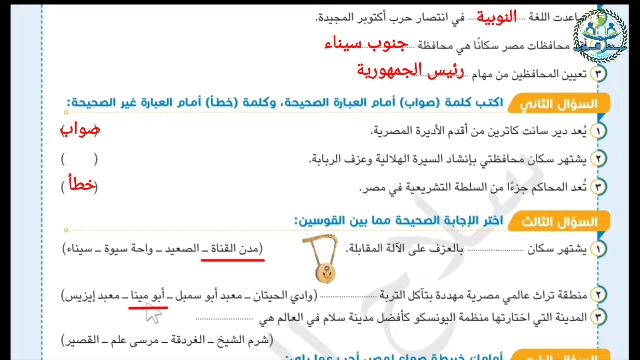 ساعدت اللغة النوبية في انتصار حرب أكتوبر المجيدة.
محافظات مصر سكانًا هي محافظة جنوب سيناء
٣ تعيين المحافظين من مهام رئيس الجمهورية
السؤال الثاني اكتب كلمة (صواب) أمام العبارة الصحيحة، وكلمة (خطأ) أمام العبارة غير الصحيحة:
١ يُعد دير سانت كاترين من أقدم الأديرة المصرية. (صواب)
٢ يشتهر سكان محافظتي بإنشاد السيرة الهلالية وعزف الربابة. ( )
٣ تُعد المحاكم جزءًا من السلطة التشريعية في مصر. (خطأ)
السؤال الثالث اختر الإجابة الصحيحة مما بين القوسين:
١ يشتهر سكان .................... بالعزف على الآلة المقابلة. (مدن القناة ـ الصعيد ـ واحة سيوة ـ سيناء)
٢ منطقة تراث عالمي مصرية مهددة بتآكل التربة .................... (وادي الحيتان ـ معبد أبو سمبل ـ أبو مينا ـ معبد إيزيس)
٣ المدينة التي اختارتها منظمة اليونسكو كأفضل مدينة سلام في العالم هي ....................
(شرم الشيخ ـ الغردقة ـ مرسى علم ـ القصير)